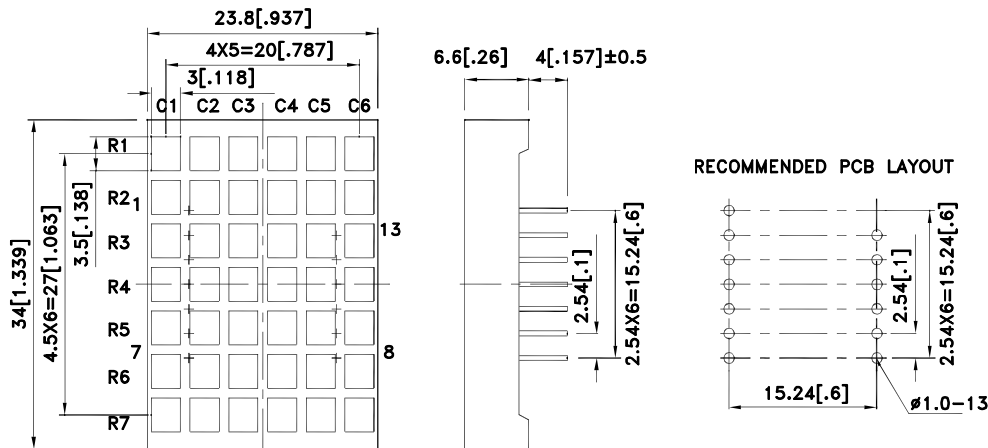 23.8[.937]
4X5=20[.787]
3[.118]
C1 C2 C3 C4 C5 C6
R1
R2
1
R3
13
R4
R5
7
8
R6
R7
34[1.339]
4.5X6=27[1.063]
3.5[.138]
6.6[.26]
4[.157]±0.5
2.54[.1]
2.54X6=15.24[.6]
RECOMMENDED PCB LAYOUT
2.54[.1]
2.54X6=15.24[.6]
15.24[.6]
ø1.0-13